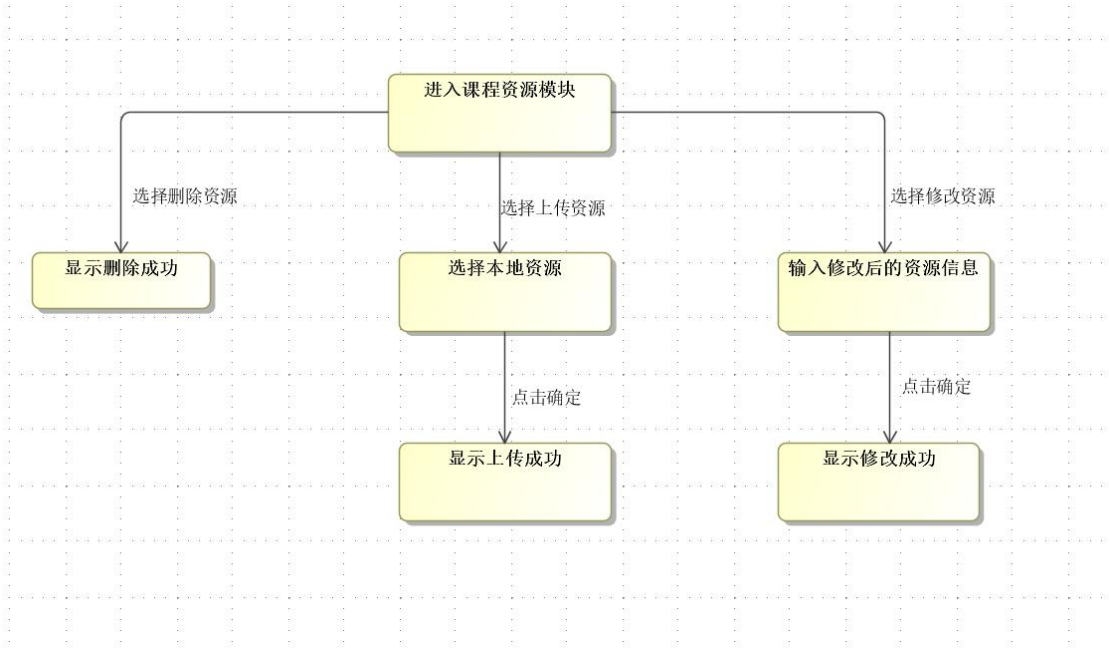 进入课程资源模块
选择删除资源
选择上传资源
选择修改资源
显示删除成功
选择本地资源
输入修改后的资源信息
点击确定
点击确定
显示上传成功
显示修改成功